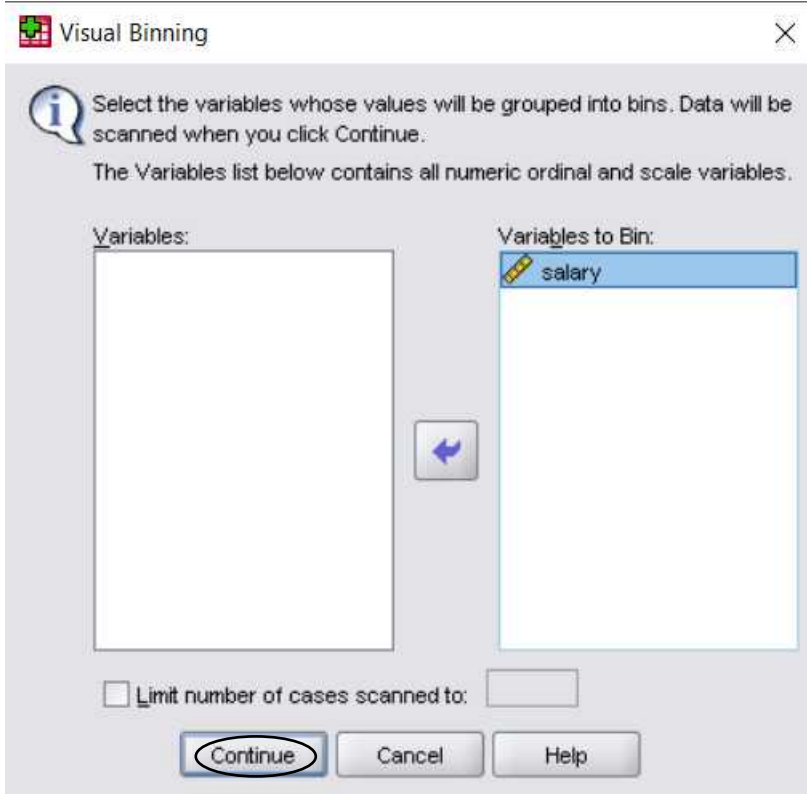 Visual Binning
Select the variables whose values will be grouped into bins. Data will be
scanned when you click Continue.
The Variables list below contains all numeric ordinal and scale variables.
Variables:
Variables to Bin:
salary
Limit number of cases scanned to:
Continue
Cancel
Help